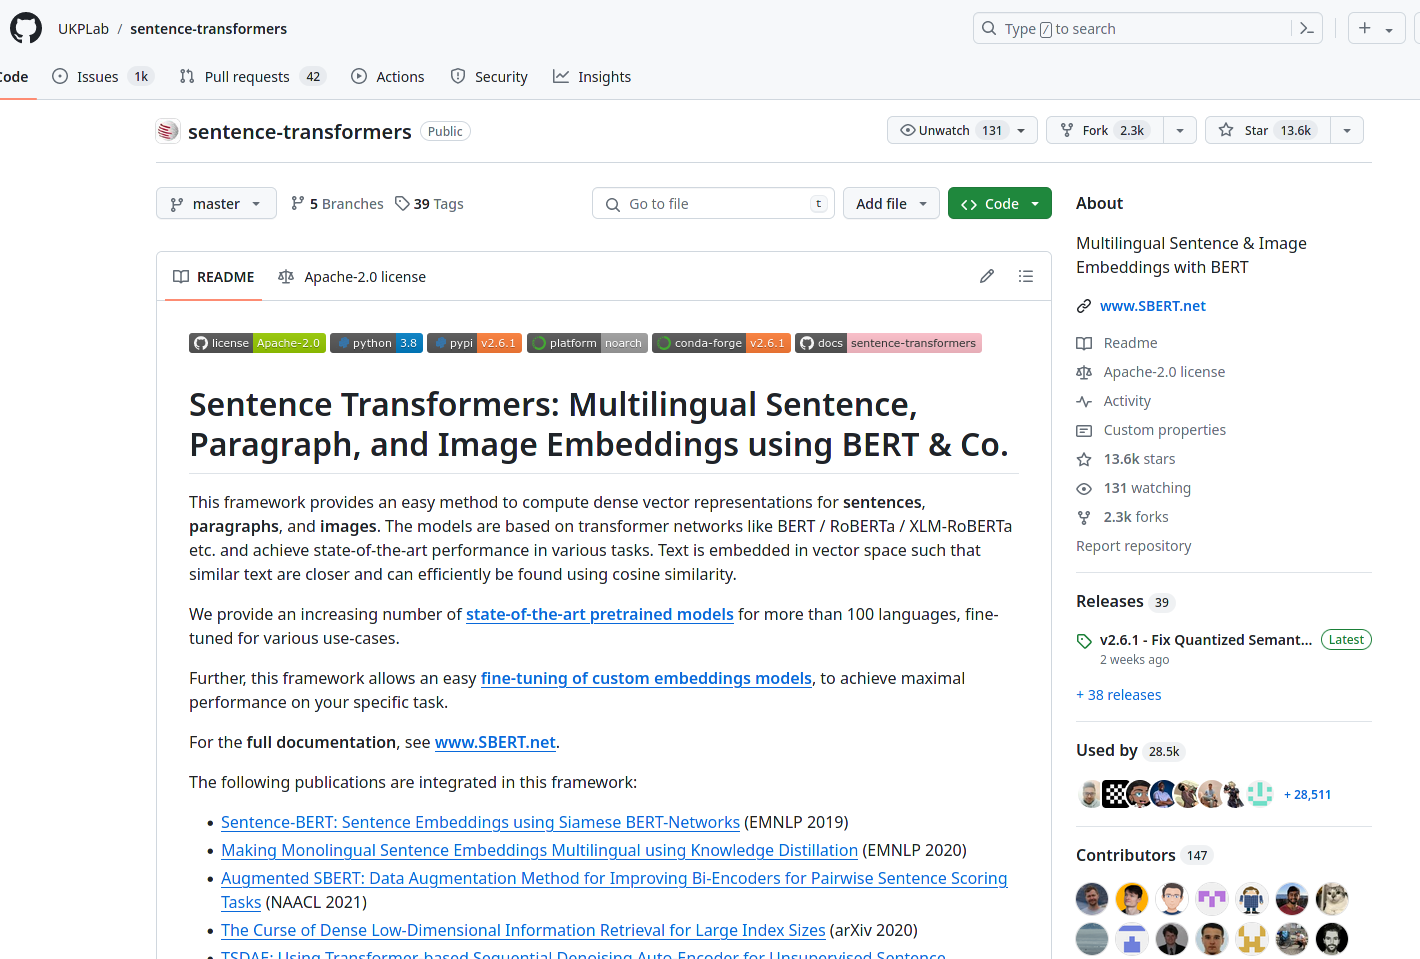 UKPLab / sentence-transformers
Type / to search
Code
Issues 1k
Pull requests 42
Actions
Security
Insights
sentence-transformers Public
Unwatch 131
Fork 2.3k
Star 13.6k
master
5 Branches
39 Tags
Go to file t
Add file
Code
README
Apache-2.0 license
license Apache-2.0
python 3.8
pypi v2.6.1
platform noarch
conda-forge v2.6.1
docs sentence-transformers
Sentence Transformers: Multilingual Sentence,
Paragraph, and Image Embeddings using BERT & Co.
This framework provides an easy method to compute dense vector representations for sentences,
paragraphs, and images. The models are based on transformer networks like BERT / RoBERTa / XLM-RoBERTa
etc. and achieve state-of-the-art performance in various tasks. Text is embedded in vector space such that
similar text are closer and can efficiently be found using cosine similarity.
We provide an increasing number of state-of-the-art pretrained models for more than 100 languages, fine-
tuned for various use-cases.
Further, this framework allows an easy fine-tuning of custom embeddings models, to achieve maximal
performance on your specific task.
For the full documentation, see www.SBERT.net.
The following publications are integrated in this framework:
• Sentence-BERT: Sentence Embeddings using Siamese BERT-Networks (EMNLP 2019)
• Making Monolingual Sentence Embeddings Multilingual using Knowledge Distillation (EMNLP 2020)
• Augmented SBERT: Data Augmentation Method for Improving Bi-Encoders for Pairwise Sentence Scoring
Tasks (NAACL 2021)
• The Curse of Dense Low-Dimensional Information Retrieval for Large Index Sizes (arXiv 2020)
• TSDAE: Using Transformer-based Sequential Denoising Auto-Encoder for Unsupervised Sentence
About
Multilingual Sentence & Image
Embeddings with BERT
www.SBERT.net
Readme
Apache-2.0 license
Activity
Custom properties
13.6k stars
131 watching
2.3k forks
Report repository
Releases 39
v2.6.1 - Fix Quantized Semant... Latest
2 weeks ago
+ 38 releases
Used by 28.5k
+ 28,511
Contributors 147